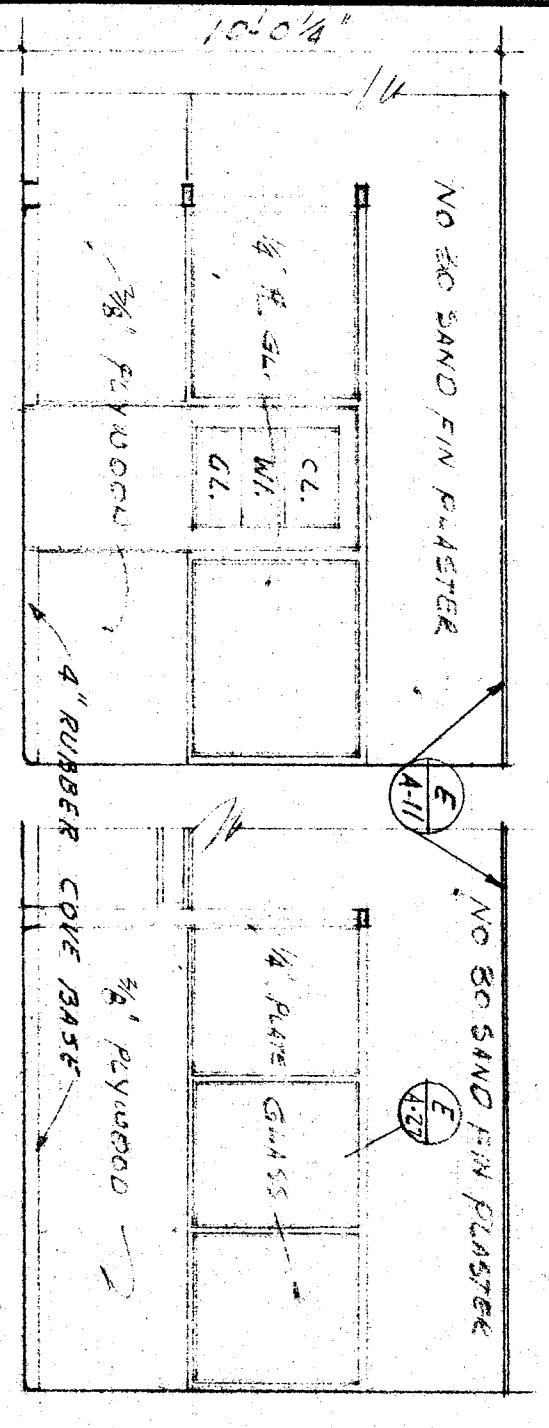 10'-0¼"
NO 80 SAND FIN PLASTER
¼" PL. GL.
CL.
WI.
GL.
⅜" PLYWOOD
4" RUBBER COVE BASE
E
A-11
NO 80 SAND FIN PLASTER
E
A-27
¼" PLATE GLASS
⅜" PLYWOOD